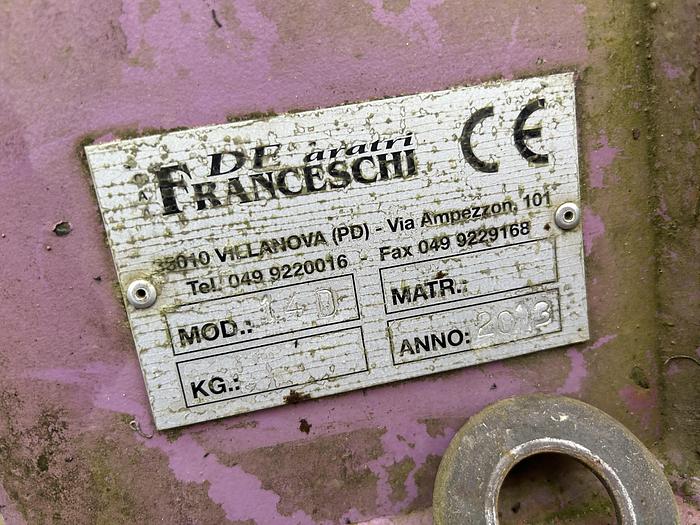 DE aratri
FRANCESCHI
CE
35010 VILLANOVA (PD) - Via Ampezzon, 101
Tel. 049 9220016 - Fax 049 9229168
MOD.: 14 D
MATR.:
KG.:
ANNO: 2013